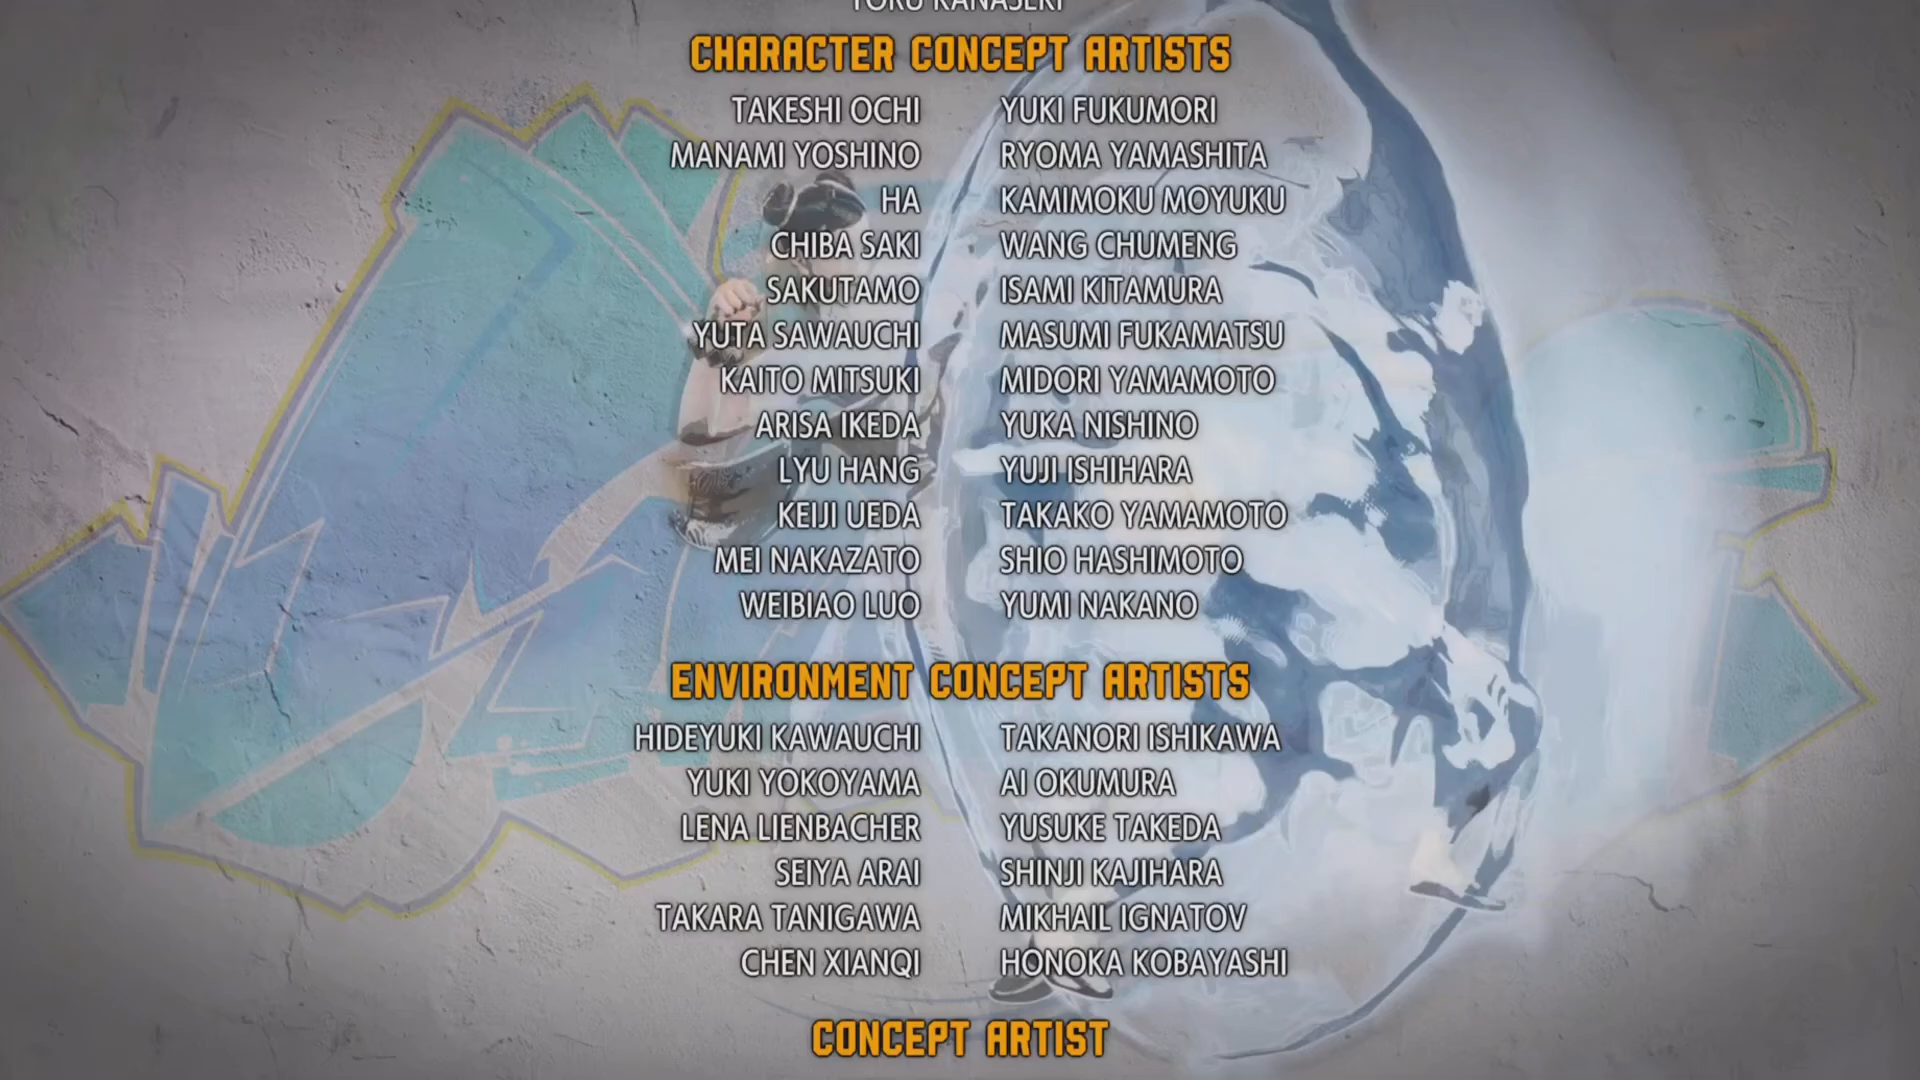 TORU KANASEKI
CHARACTER CONCEPT ARTISTS
TAKESHI OCHI YUKI FUKUMORI
MANAMI YOSHINO RYOMA YAMASHITA
HA KAMIMOKU MOYUKU
CHIBA SAKI WANG CHUMENG
SAKUTAMO ISAMI KITAMURA
YUTA SAWAUCHI MASUMI FUKAMATSU
KAITO MITSUKI MIDORI YAMAMOTO
ARISA IKEDA YUKA NISHINO
LYU HANG YUJI ISHIHARA
KEIJI UEDA TAKAKO YAMAMOTO
MEI NAKAZATO SHIO HASHIMOTO
WEIBIAO LUO YUMI NAKANO
ENVIRONMENT CONCEPT ARTISTS
HIDEYUKI KAWAUCHI TAKANORI ISHIKAWA
YUKI YOKOYAMA AI OKUMURA
LENA LIENBACHER YUSUKE TAKEDA
SEIYA ARAI SHINJI KAJIHARA
TAKARA TANIGAWA MIKHAIL IGNATOV
CHEN XIANQI HONOKA KOBAYASHI
CONCEPT ARTIST